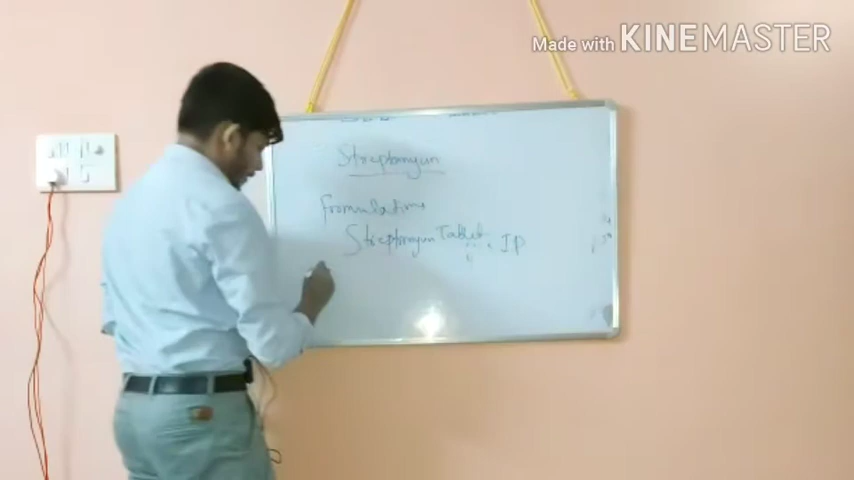 Made with KINEMASTER
Streptomycin
Formulations
Streptomycin Tablet IP